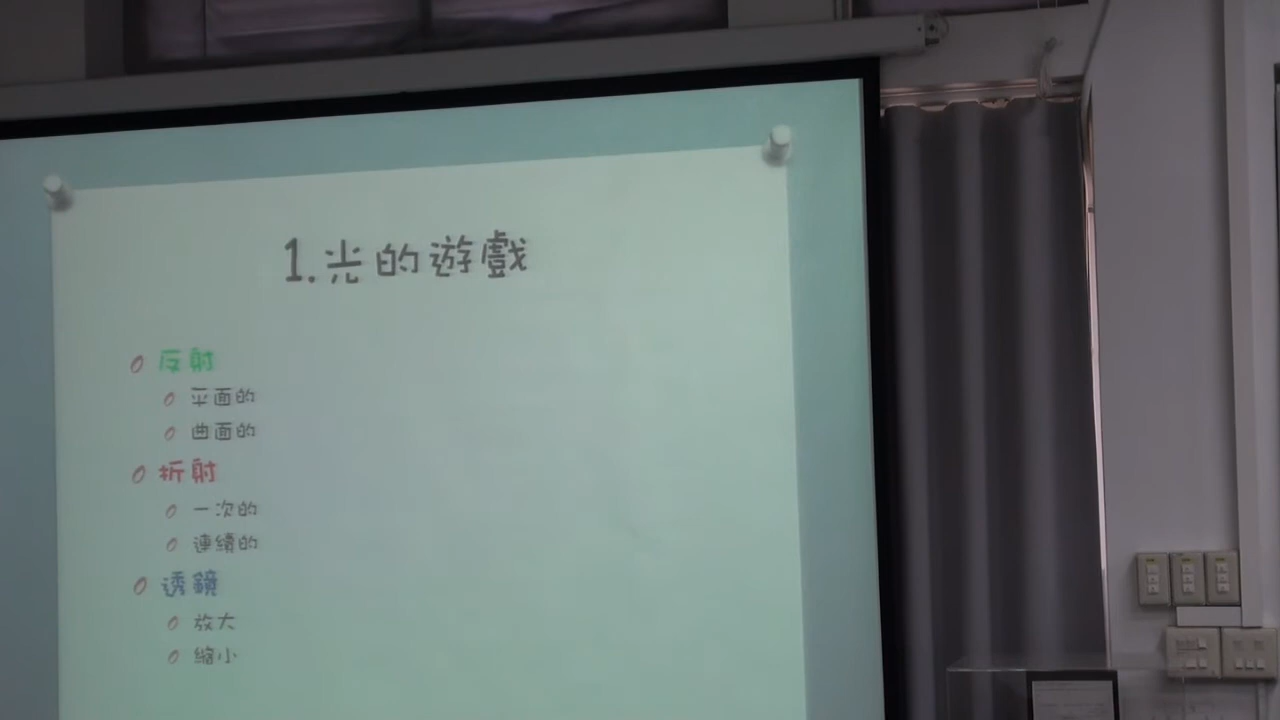 1.光的遊戲
反射
平面的
曲面的
折射
一次的
連續的
透鏡
放大
縮小